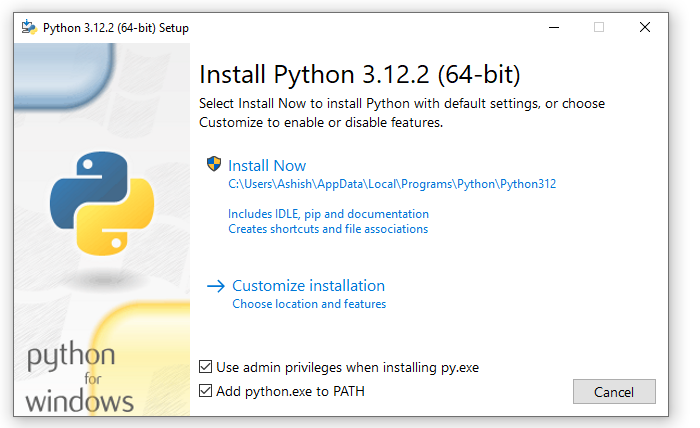 Python 3.12.2 (64-bit) Setup
Install Python 3.12.2 (64-bit)
Select Install Now to install Python with default settings, or choose
Customize to enable or disable features.
Install Now
C:\Users\Ashish\AppData\Local\Programs\Python\Python312
Includes IDLE, pip and documentation
Creates shortcuts and file associations
Customize installation
Choose location and features
python
for
windows
Use admin privileges when installing py.exe
Add python.exe to PATH
Cancel